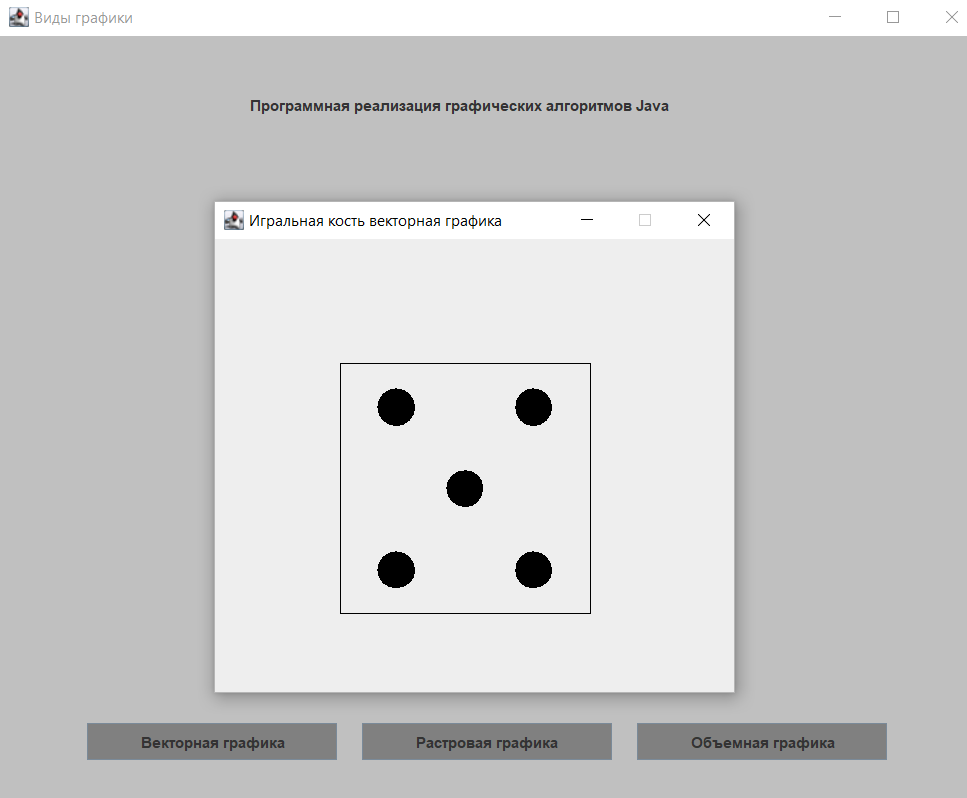 Виды графики
Программная реализация графических алгоритмов Java
Игральная кость векторная графика
Векторная графика
Растровая графика
Объемная графика